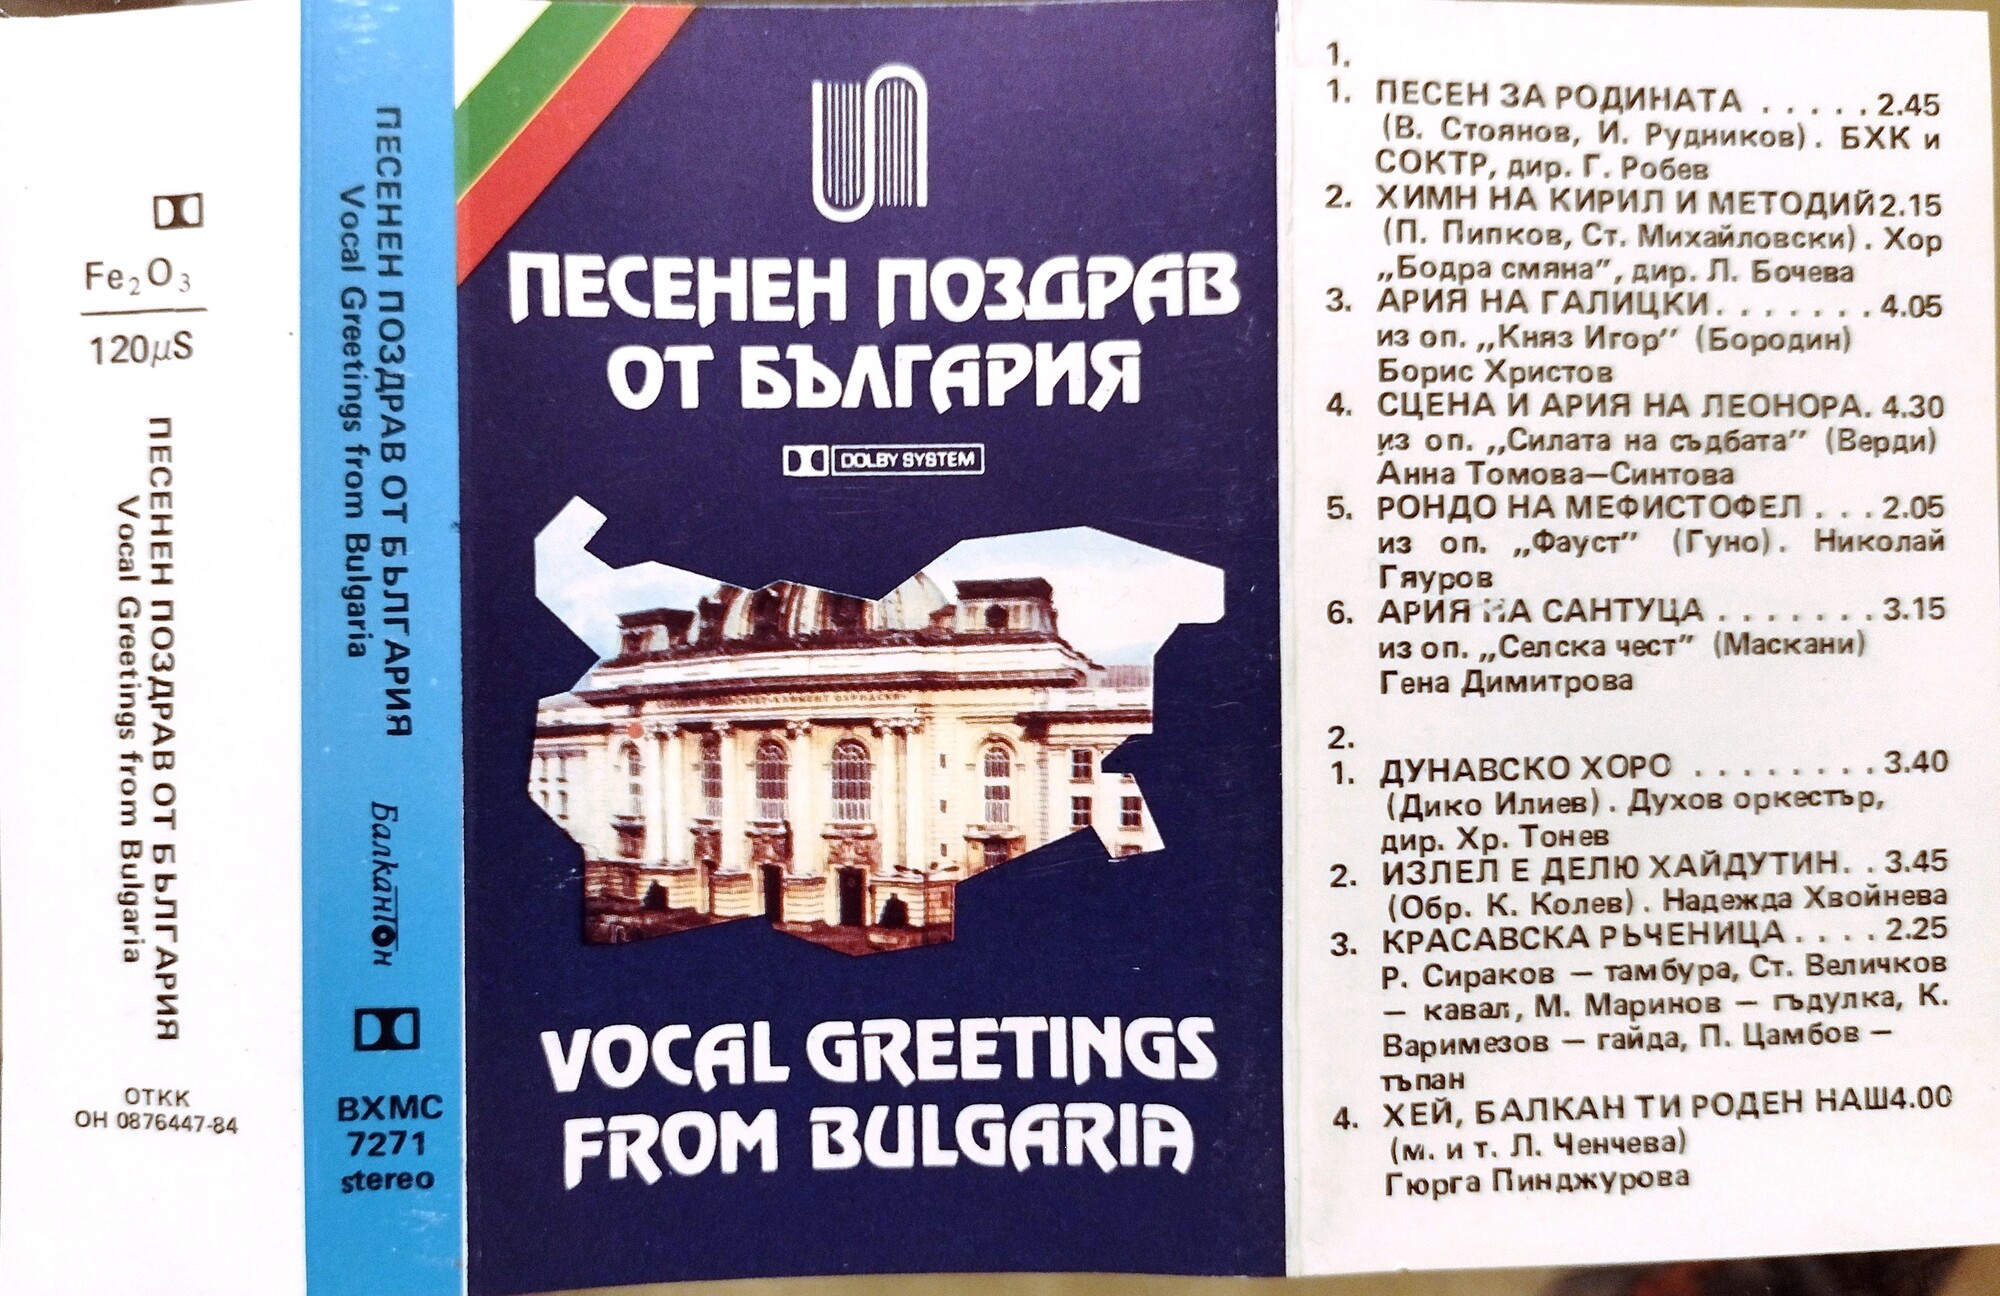 Fe2O3
120µS
ПЕСЕНЕН ПОЗДРАВ ОТ БЪЛГАРИЯ
Vocal Greetings from Bulgaria
ОТКК
ОН 0876447-84
ПЕСЕНЕН ПОЗДРАВ ОТ БЪЛГАРИЯ
Vocal Greetings from Bulgaria
Балкантон
ВХМС
7271
stereo
ПЕСЕНЕН ПОЗДРАВ
ОТ БЪЛГАРИЯ
DOLBY SYSTEM
VOCAL GREETINGS
FROM BULGARIA
1.
1. ПЕСЕН ЗА РОДИНАТА . . . . . 2.45
(В. Стоянов, И. Рудников). БХК и
СОКТР, дир. Г. Робев
2. ХИМН НА КИРИЛ И МЕТОДИЙ2.15
(П. Пипков, Ст. Михайловски). Хор
„Бодра смяна”, дир. Л. Бочева
3. АРИЯ НА ГАЛИЦКИ. . . . . . . 4.05
из оп. „Княз Игор” (Бородин)
Борис Христов
4. СЦЕНА И АРИЯ НА ЛЕОНОРА. 4.30
из оп. „Силата на съдбата” (Верди)
Анна Томова—Синтова
5. РОНДО НА МЕФИСТОФЕЛ . . . 2.05
из оп. „Фауст” (Гуно). Николай
Гяуров
6. АРИЯ НА САНТУЦА . . . . . . . 3.15
из оп. „Селска чест” (Маскани)
Гена Димитрова
2.
1. ДУНАВСКО ХОРО . . . . . . . . 3.40
(Дико Илиев). Духов оркестър,
дир. Хр. Тонев
2. ИЗЛЕЛ Е ДЕЛЮ ХАЙДУТИН. . 3.45
(Обр. К. Колев). Надежда Хвойнева
3. КРАСАВСКА РЪЧЕНИЦА . . . . 2.25
Р. Сираков — тамбура, Ст. Величков
— кавал, М. Маринов — гъдулка, К.
Варимезов — гайда, П. Цамбов —
тъпан
4. ХЕЙ, БАЛКАН ТИ РОДЕН НАШ4.00
(м. и т. Л. Ченчева)
Гюрга Пинджурова